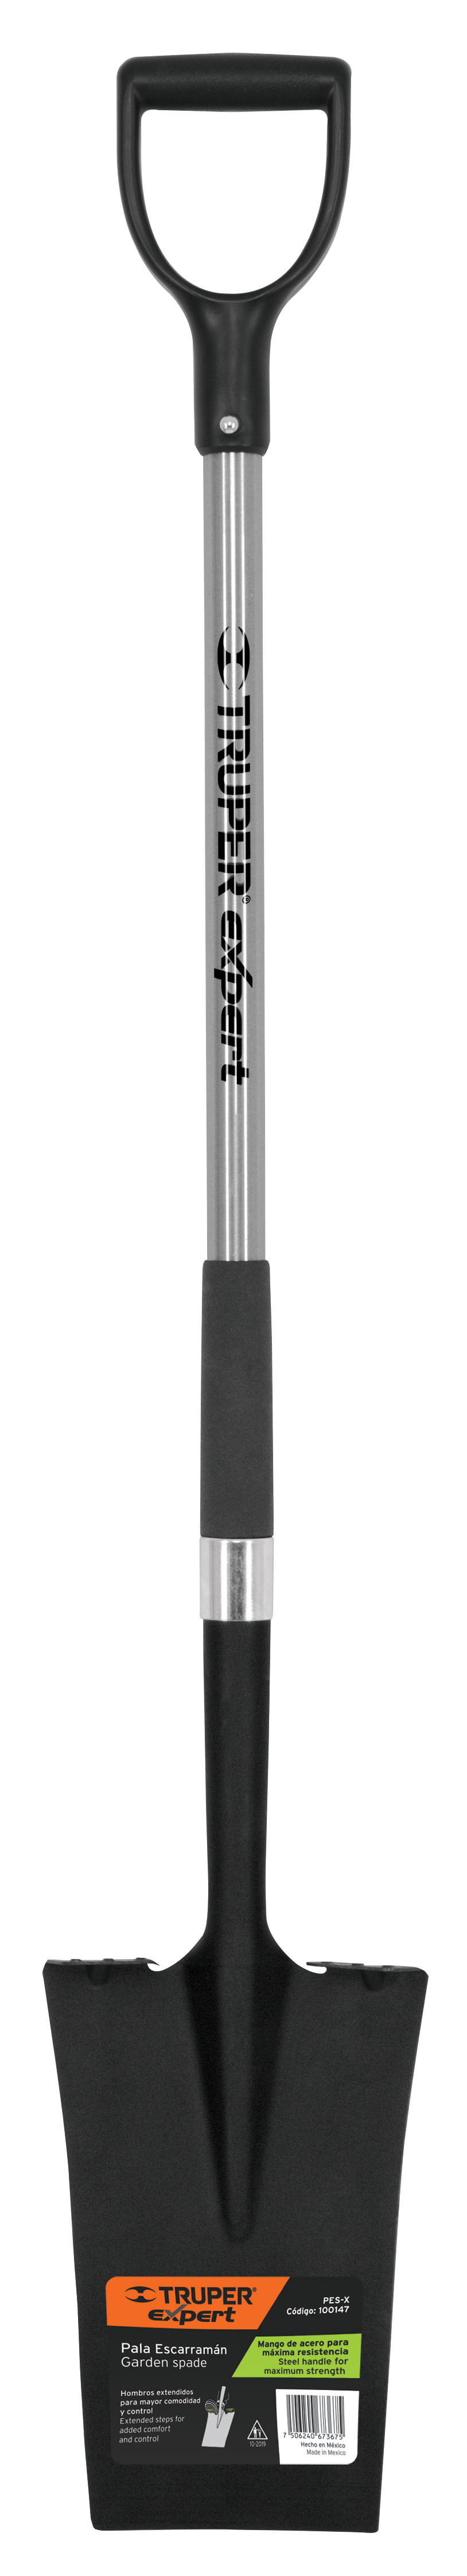 TRUPER® expert
TRUPER®
expert
PES-X
Código: 100147
Pala Escarramán
Garden spade
Mango de acero para
máxima resistencia
Steel handle for
maximum strength
Hombros extendidos
para mayor comodidad
y control
Extended steps for
added comfort
and control
10-2019
7 506240 673675
Hecho en México
Made in Mexico